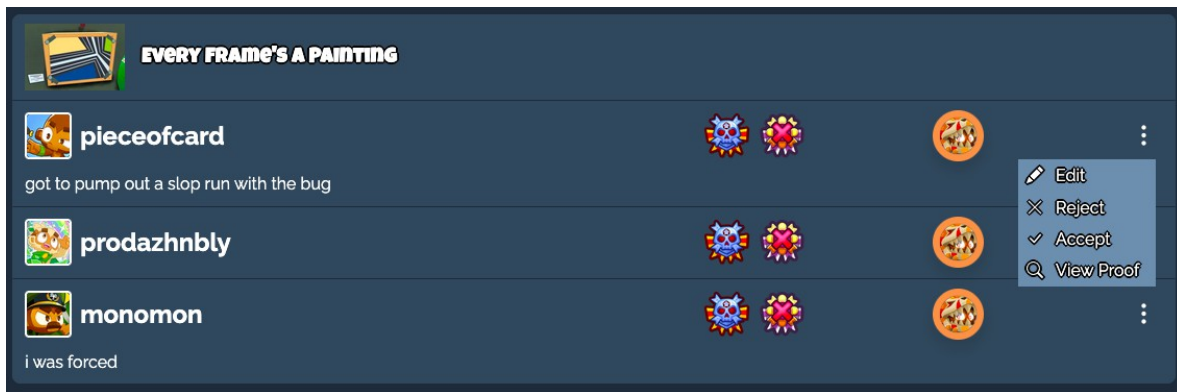 Every Frame's a Painting
pieceofcard
got to pump out a slop run with the bug
Edit
Reject
prodazhnbly
Accept
View Proof
monomon
i was forced